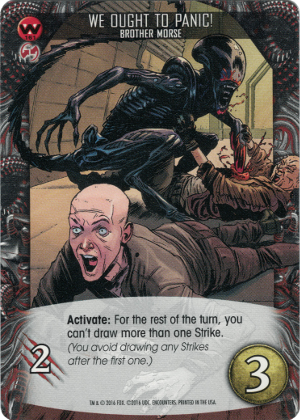 WE OUGHT TO PANIC!
BROTHER MORSE
Activate: For the rest of the turn, you
can't draw more than one Strike.
(You avoid drawing any Strikes
after the first one.)
2
3
TM & © 2016 FOX. ©2016 UDC. ENCOUNTERS. PRINTED IN THE USA.